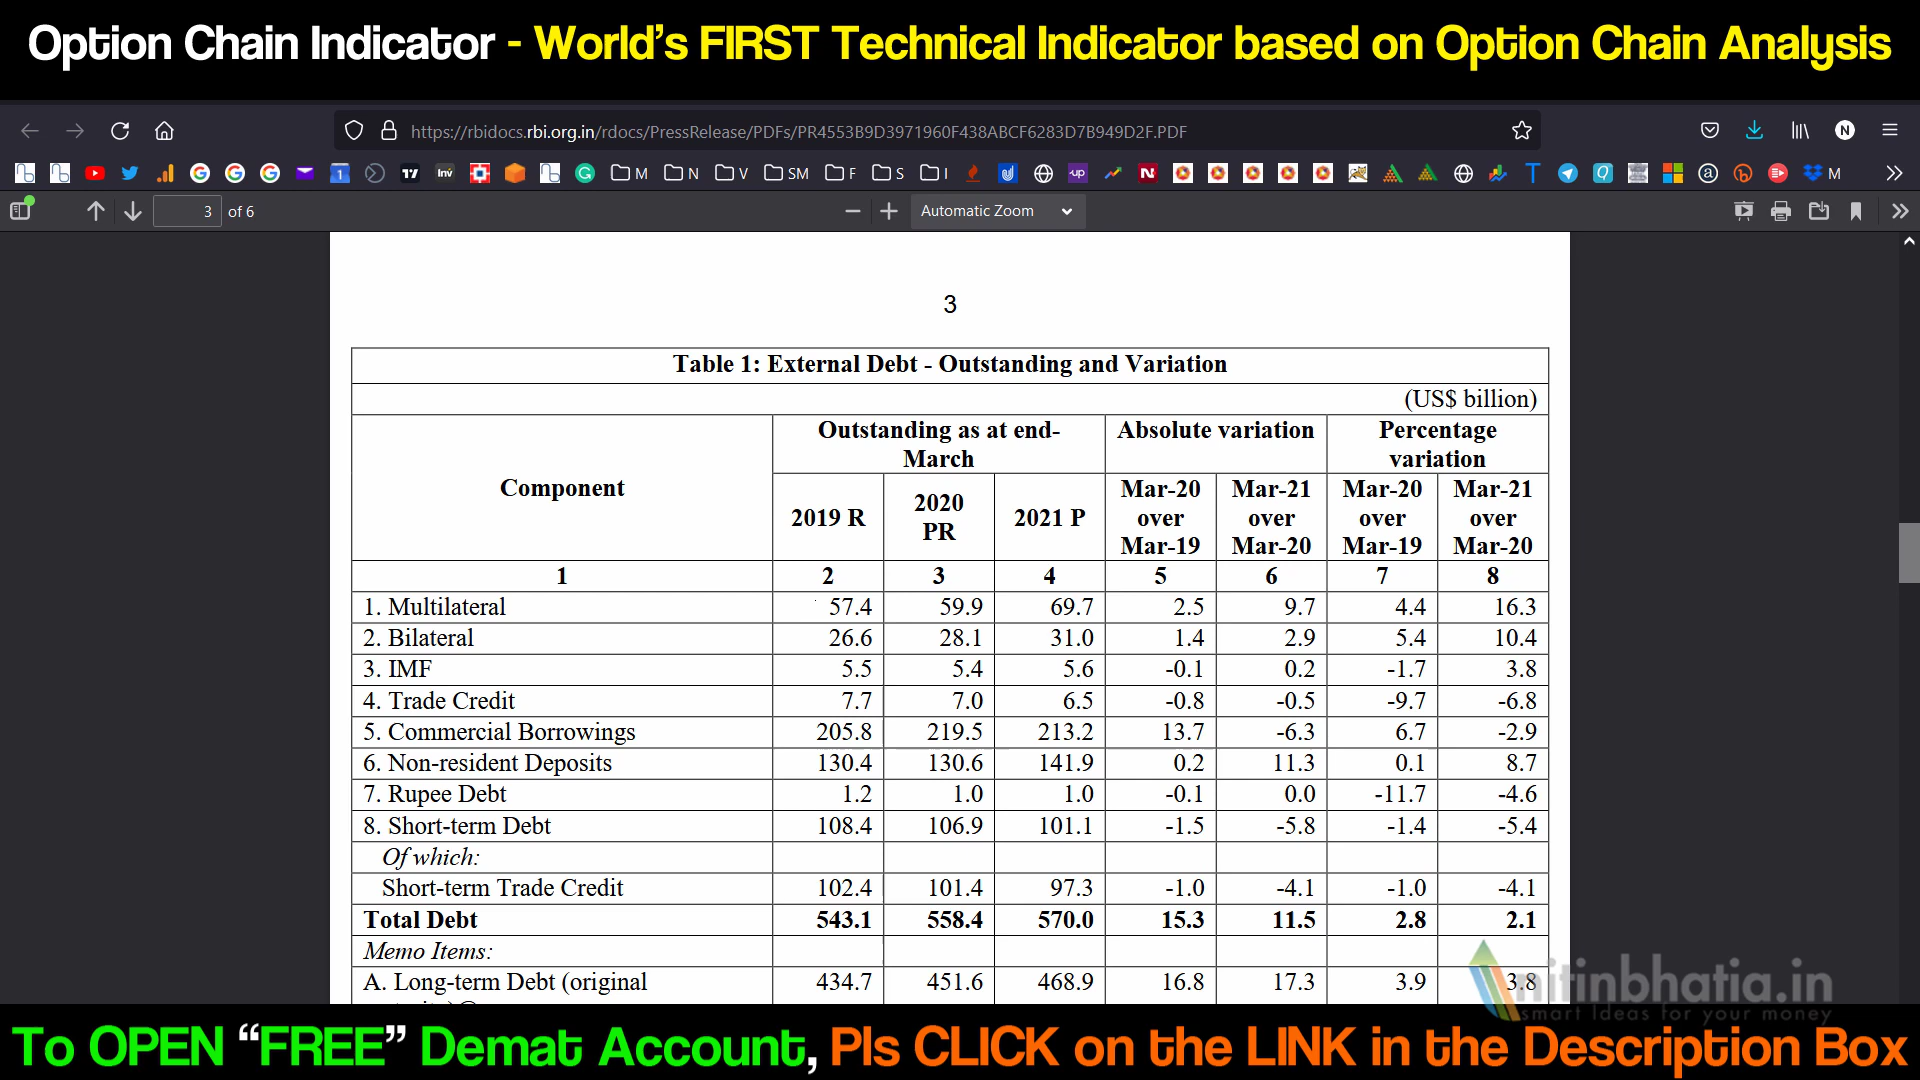 Option Chain Indicator - World's FIRST Technical Indicator based on Option Chain Analysis
https://rbidocs.rbi.org.in/rdocs/PressRelease/PDFs/PR4553B9D3971960F438ABCF6283D7B949D2F.PDF
M N V SM F S I M
3 of 6 Automatic Zoom
3
Table 1: External Debt - Outstanding and Variation
(US$ billion)
Component Outstanding as at end-March Absolute variation Percentage variation
2019 R 2020 PR 2021 P Mar-20 over Mar-19 Mar-21 over Mar-20 Mar-20 over Mar-19 Mar-21 over Mar-20
1 2 3 4 5 6 7 8
1. Multilateral 57.4 59.9 69.7 2.5 9.7 4.4 16.3
2. Bilateral 26.6 28.1 31.0 1.4 2.9 5.4 10.4
3. IMF 5.5 5.4 5.6 -0.1 0.2 -1.7 3.8
4. Trade Credit 7.7 7.0 6.5 -0.8 -0.5 -9.7 -6.8
5. Commercial Borrowings 205.8 219.5 213.2 13.7 -6.3 6.7 -2.9
6. Non-resident Deposits 130.4 130.6 141.9 0.2 11.3 0.1 8.7
7. Rupee Debt 1.2 1.0 1.0 -0.1 0.0 -11.7 -4.6
8. Short-term Debt 108.4 106.9 101.1 -1.5 -5.8 -1.4 -5.4
Of which:
Short-term Trade Credit 102.4 101.4 97.3 -1.0 -4.1 -1.0 -4.1
Total Debt 543.1 558.4 570.0 15.3 11.5 2.8 2.1
Memo Items:
A. Long-term Debt (original 434.7 451.6 468.9 16.8 17.3 3.9 3.8
nitinbhatia.in
smart Ideas for your money
To OPEN "FREE" Demat Account, Pls CLICK on the LINK in the Description Box